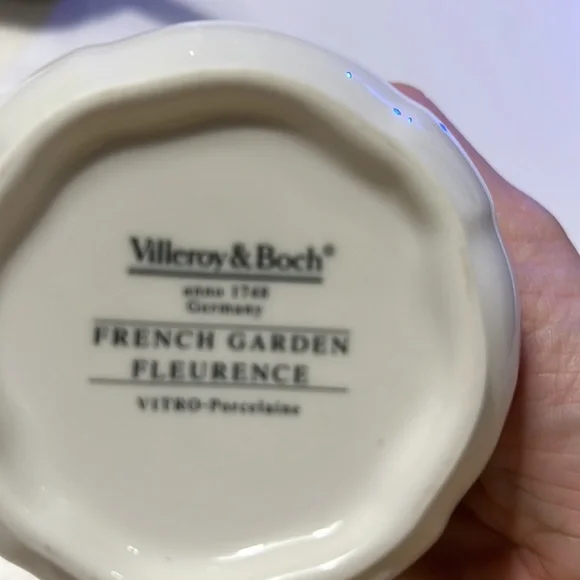 Villeroy & Boch®
anno 1748
Germany
FRENCH GARDEN
FLEURENCE
VITRO-Porcelaine